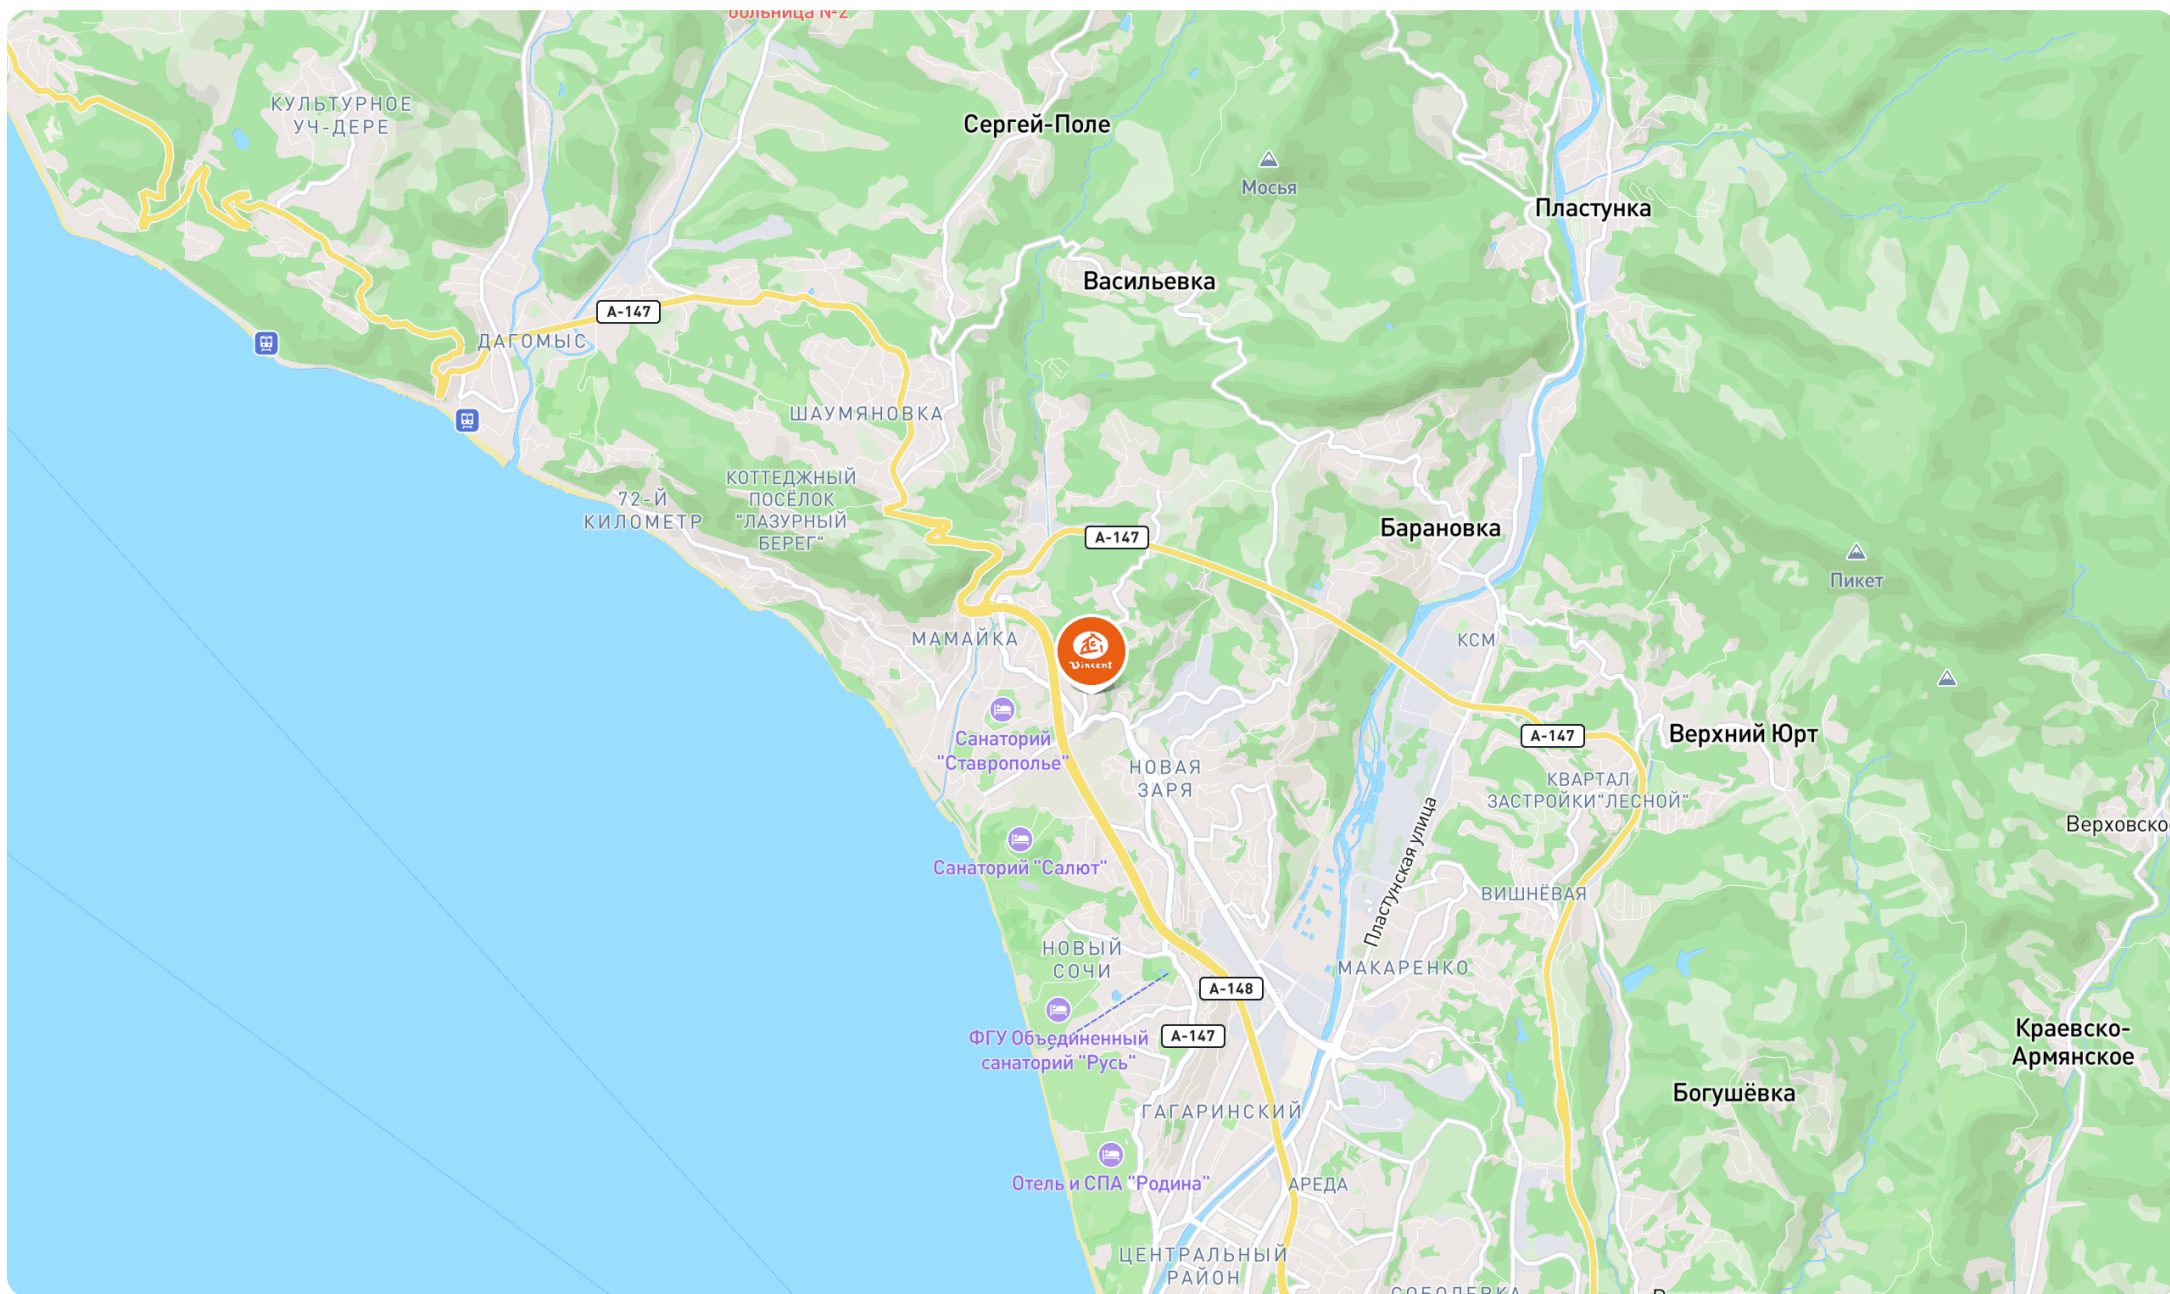 больница №2
КУЛЬТУРНОЕ
УЧ-ДЕРЕ
Сергей-Поле
Мосья
Пластунка
Васильевка
А-147
ДАГОМЫС
ШАУМЯНОВКА
КОТТЕДЖНЫЙ
ПОСЁЛОК
"ЛАЗУРНЫЙ
БЕРЕГ"
72-Й
КИЛОМЕТР
А-147
Барановка
Пикет
МАМАЙКА
Vincent
КСМ
Санаторий
"Ставрополье"
А-147
Верхний Юрт
НОВАЯ
ЗАРЯ
КВАРТАЛ
ЗАСТРОЙКИ"ЛЕСНОЙ"
Верховско
Санаторий "Салют"
Пластунская улица
ВИШНЁВАЯ
НОВЫЙ
СОЧИ
МАКАРЕНКО
А-148
ФГУ Объединенный
санаторий "Русь"
А-147
Краевско-
Армянское
Богушёвка
ГАГАРИНСКИЙ
Отель и СПА "Родина"
АРЕДА
ЦЕНТРАЛЬНЫЙ
РАЙОН
СОБОЛЕВКА